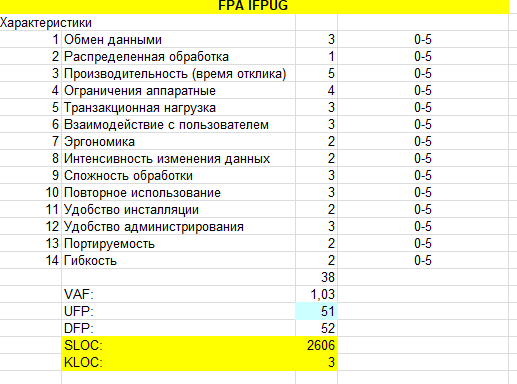 FPA IFPUG
Характеристики
1 Обмен данными 3 0-5
2 Распределенная обработка 1 0-5
3 Производительность (время отклика) 5 0-5
4 Ограничения аппаратные 4 0-5
5 Транзакционная нагрузка 3 0-5
6 Взаимодействие с пользователем 3 0-5
7 Эргономика 2 0-5
8 Интенсивность изменения данных 2 0-5
9 Сложность обработки 3 0-5
10 Повторное использование 3 0-5
11 Удобство инсталляции 2 0-5
12 Удобство администрирования 3 0-5
13 Портируемость 2 0-5
14 Гибкость 2 0-5
38
VAF: 1,03
UFP: 51
DFP: 52
SLOC: 2606
KLOC: 3